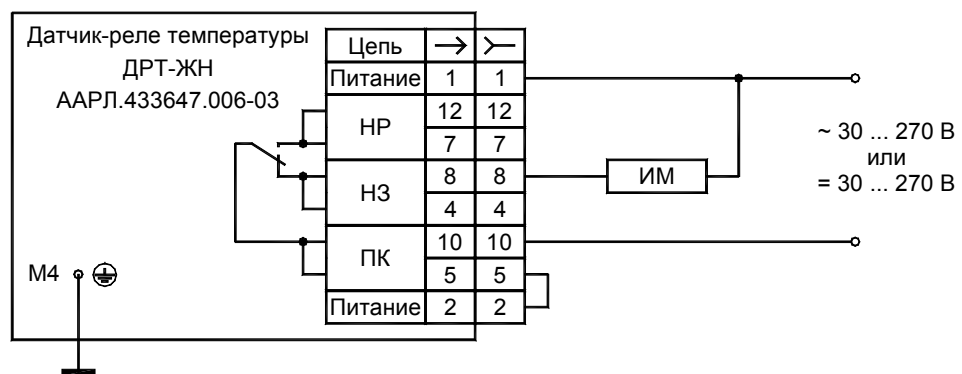 Датчик-реле температуры
ДРТ-ЖН
ААРЛ.433647.006-03
Цепь
Питание 1 1
НР 12 12
7 7
НЗ 8 8
4 4
ПК 10 10
5 5
Питание 2 2
ИМ
~ 30 ... 270 В
или
= 30 ... 270 В
М4